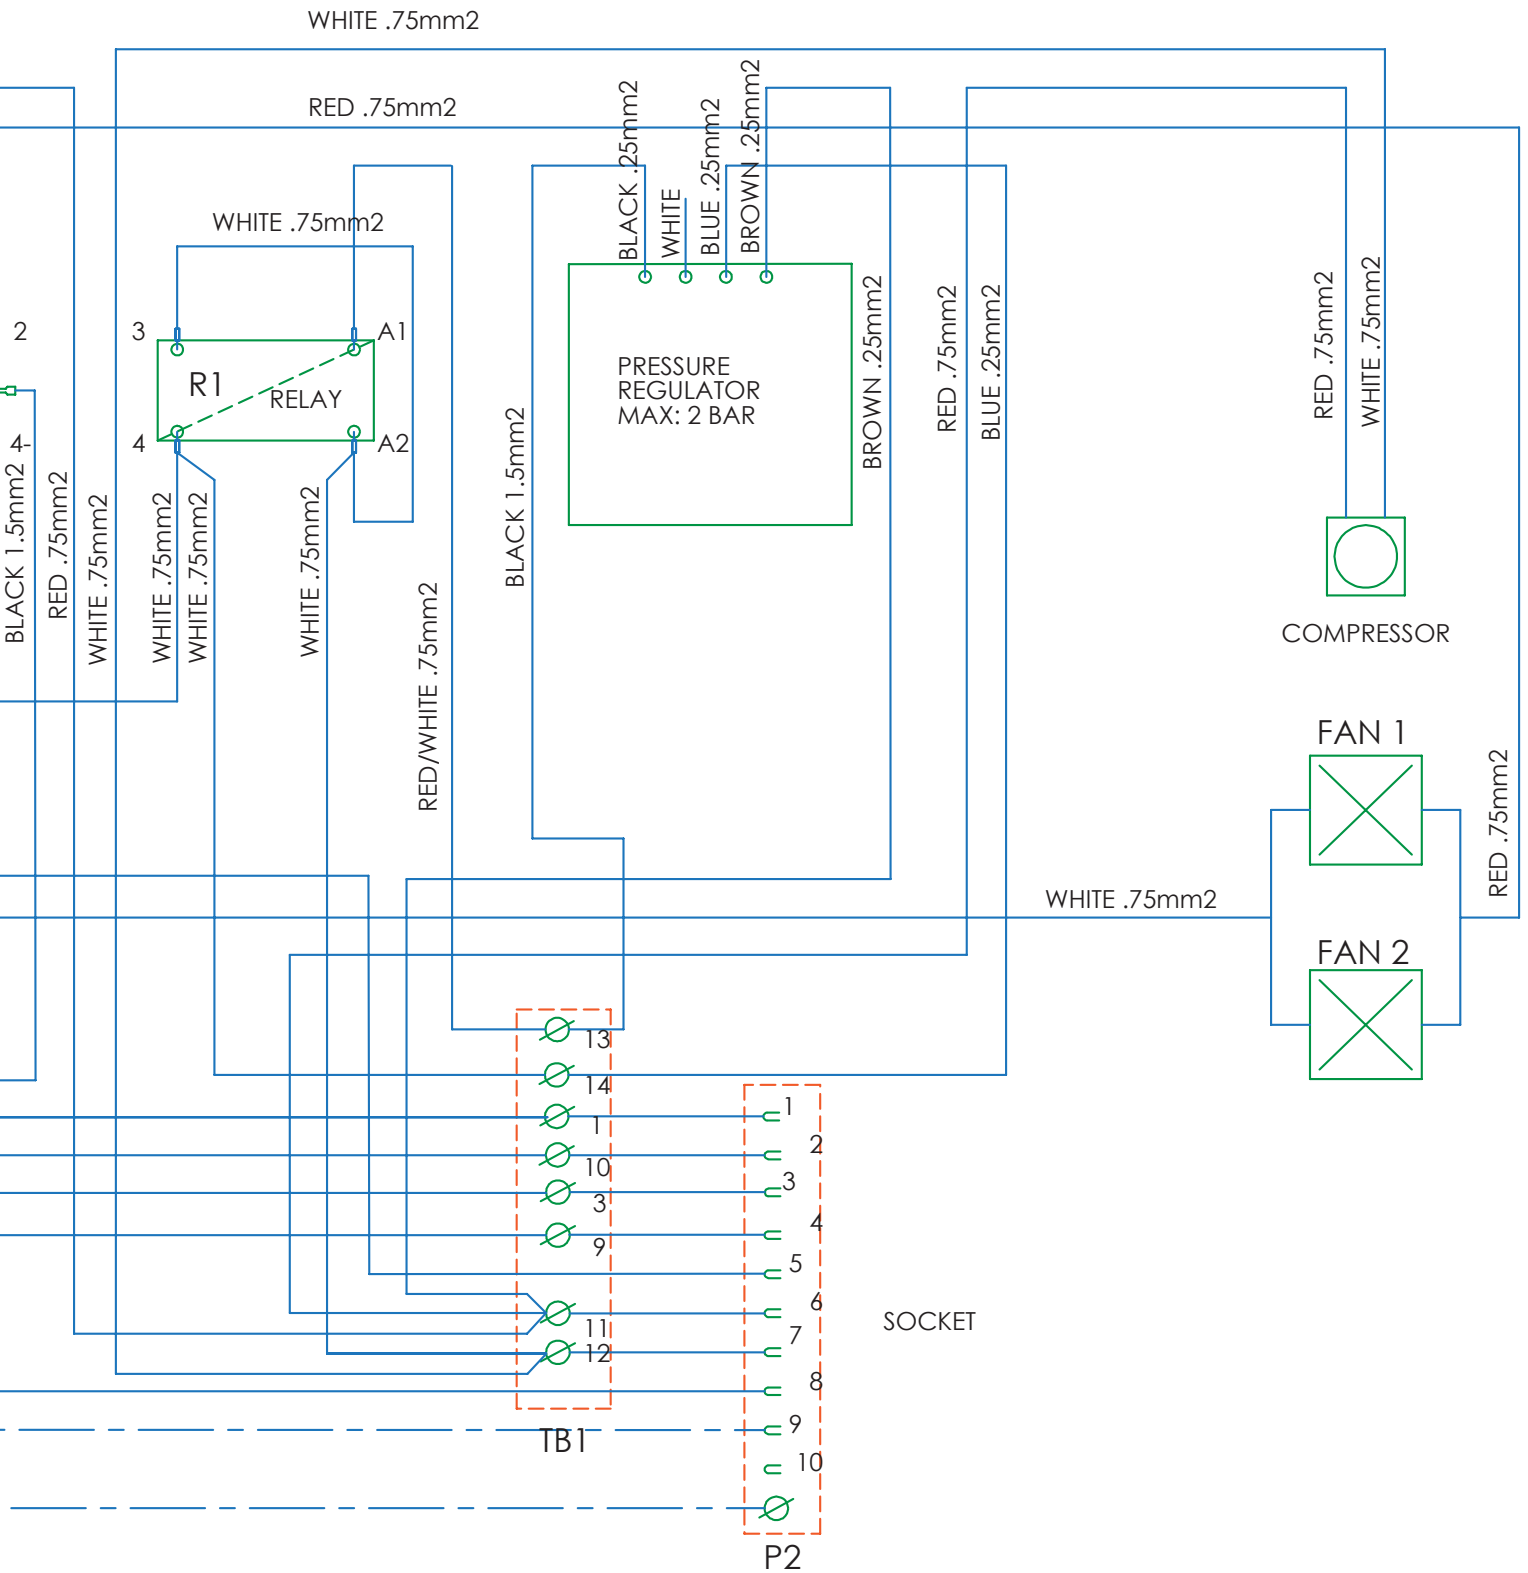 WHITE .75mm2
RED .75mm2
WHITE .75mm2
BLACK .25mm2
WHITE
BLUE .25mm2
BROWN .25mm2
2
3
A1
R1
RELAY
4-
4
A2
PRESSURE
REGULATOR
MAX: 2 BAR
BROWN .25mm2
RED .75mm2
BLUE .25mm2
RED .75mm2
WHITE .75mm2
BLACK 1.5mm2
RED .75mm2
WHITE .75mm2
WHITE .75mm2
WHITE .75mm2
WHITE .75mm2
RED/WHITE .75mm2
BLACK 1.5mm2
COMPRESSOR
FAN 1
RED .75mm2
WHITE .75mm2
FAN 2
13
14
1
10
3
9
11
12
TB1
1
2
3
4
5
6
7
8
9
10
SOCKET
P2